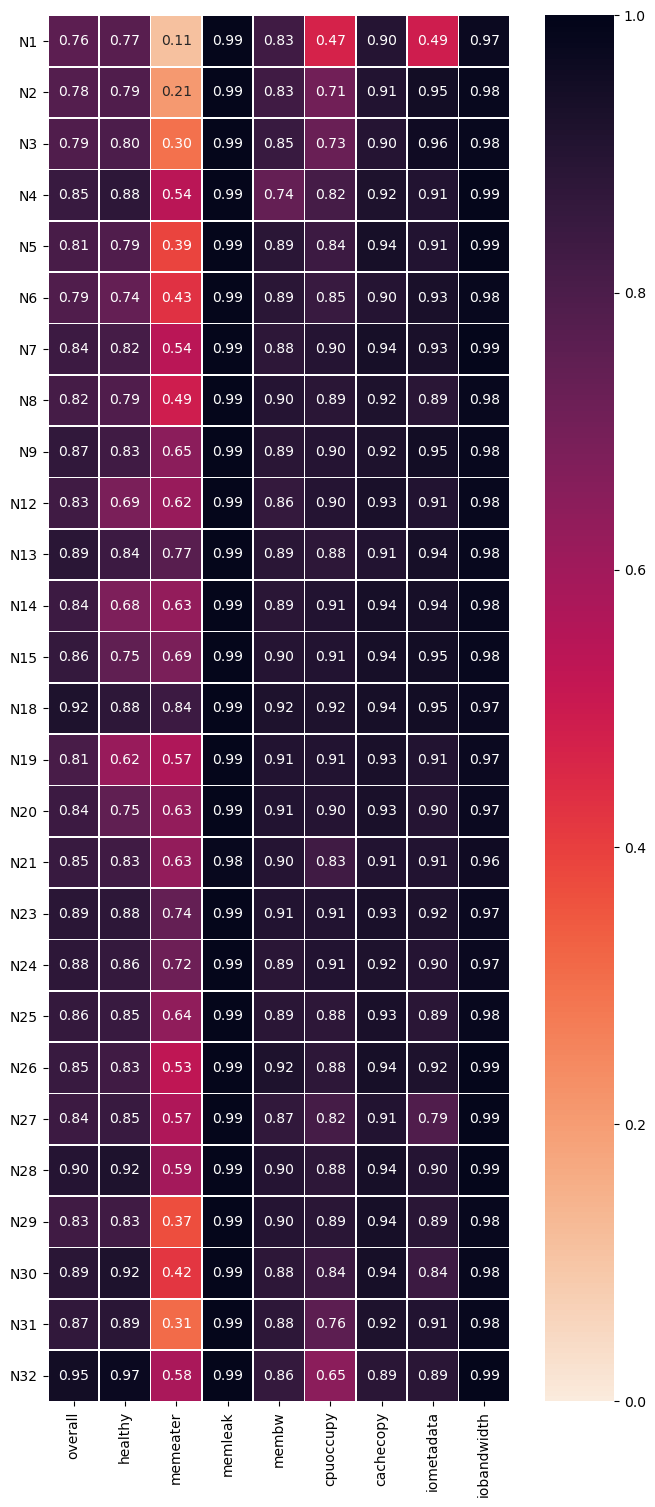 N1 0.76 0.77 0.11 0.99 0.83 0.47 0.90 0.49 0.97
N2 0.78 0.79 0.21 0.99 0.83 0.71 0.91 0.95 0.98
N3 0.79 0.80 0.30 0.99 0.85 0.73 0.90 0.96 0.98
N4 0.85 0.88 0.54 0.99 0.74 0.82 0.92 0.91 0.99
N5 0.81 0.79 0.39 0.99 0.89 0.84 0.94 0.91 0.99
N6 0.79 0.74 0.43 0.99 0.89 0.85 0.90 0.93 0.98
N7 0.84 0.82 0.54 0.99 0.88 0.90 0.94 0.93 0.99
N8 0.82 0.79 0.49 0.99 0.90 0.89 0.92 0.89 0.98
N9 0.87 0.83 0.65 0.99 0.89 0.90 0.92 0.95 0.98
N12 0.83 0.69 0.62 0.99 0.86 0.90 0.93 0.91 0.98
N13 0.89 0.84 0.77 0.99 0.89 0.88 0.91 0.94 0.98
N14 0.84 0.68 0.63 0.99 0.89 0.91 0.94 0.94 0.98
N15 0.86 0.75 0.69 0.99 0.90 0.91 0.94 0.95 0.98
N18 0.92 0.88 0.84 0.99 0.92 0.92 0.94 0.95 0.97
N19 0.81 0.62 0.57 0.99 0.91 0.91 0.93 0.91 0.97
N20 0.84 0.75 0.63 0.99 0.91 0.90 0.93 0.90 0.97
N21 0.85 0.83 0.63 0.98 0.90 0.83 0.91 0.91 0.96
N23 0.89 0.88 0.74 0.99 0.91 0.91 0.93 0.92 0.97
N24 0.88 0.86 0.72 0.99 0.89 0.91 0.92 0.90 0.97
N25 0.86 0.85 0.64 0.99 0.89 0.88 0.93 0.89 0.98
N26 0.85 0.83 0.53 0.99 0.92 0.88 0.94 0.92 0.99
N27 0.84 0.85 0.57 0.99 0.87 0.82 0.91 0.79 0.99
N28 0.90 0.92 0.59 0.99 0.90 0.88 0.94 0.90 0.99
N29 0.83 0.83 0.37 0.99 0.90 0.89 0.94 0.89 0.98
N30 0.89 0.92 0.42 0.99 0.88 0.84 0.94 0.84 0.98
N31 0.87 0.89 0.31 0.99 0.88 0.76 0.92 0.91 0.98
N32 0.95 0.97 0.58 0.99 0.86 0.65 0.89 0.89 0.99
overall healthy memeater memleak membw cpuoccupy cachecopy iometadata iobandwidth
1.0
0.8
0.6
0.4
0.2
0.0